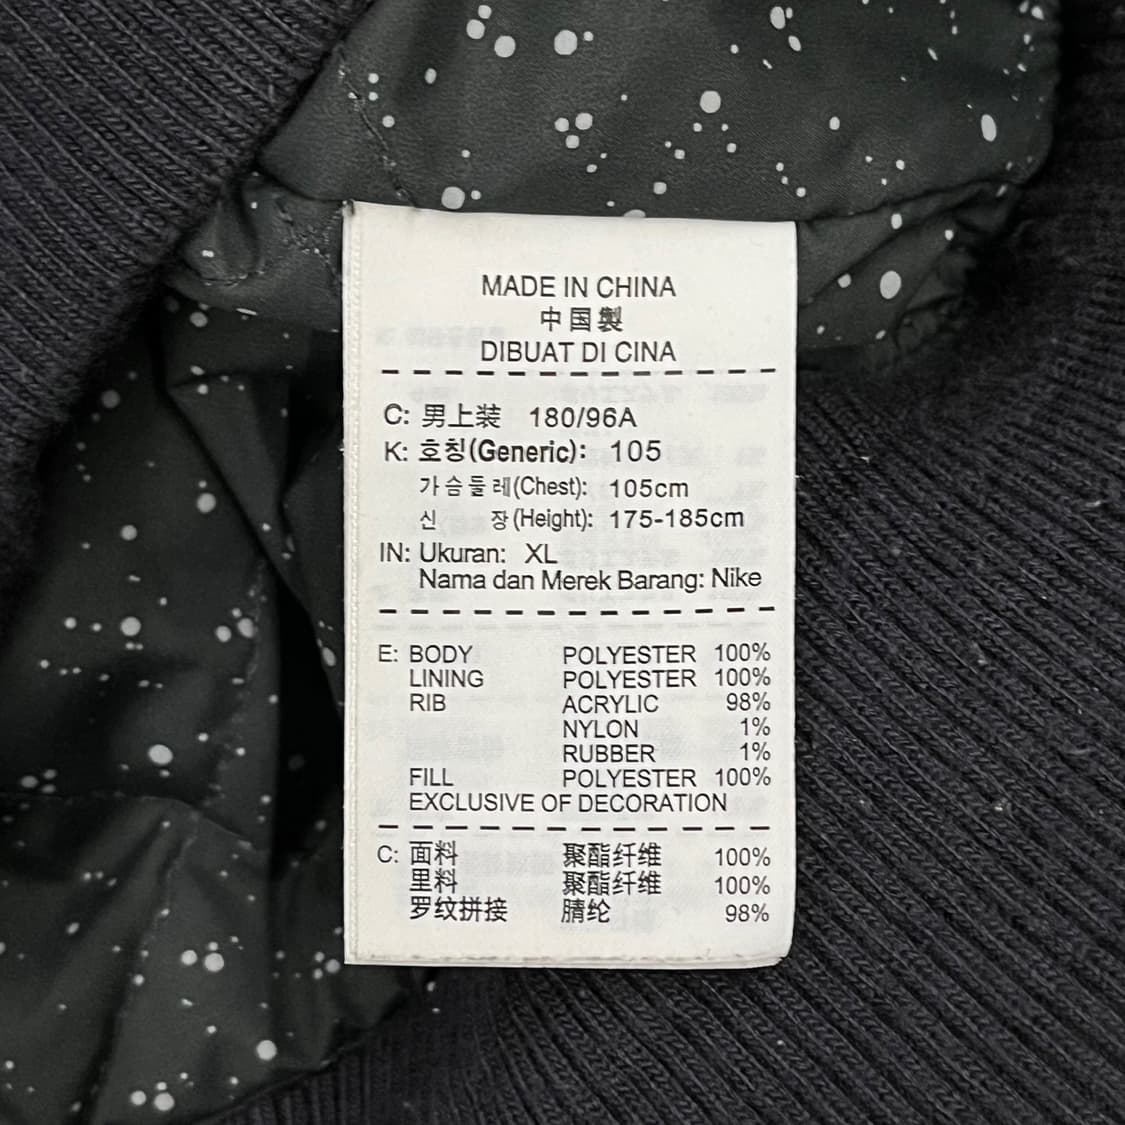 MADE IN CHINA
中国製
DIBUAT DI CINA
C: 男上装 180/96A
K: 호칭(Generic): 105
가슴둘레(Chest): 105cm
신 장(Height): 175-185cm
IN: Ukuran: XL
Nama dan Merek Barang: Nike
E: BODY POLYESTER 100%
LINING POLYESTER 100%
RIB ACRYLIC 98%
NYLON 1%
RUBBER 1%
FILL POLYESTER 100%
EXCLUSIVE OF DECORATION
C: 面料 聚酯纤维 100%
里料 聚酯纤维 100%
罗纹拼接 腈纶 98%